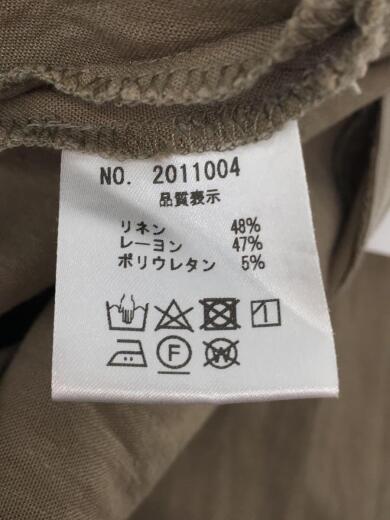 NO. 2011004
品質表示
リネン 48%
レーヨン 47%
ポリウレタン 5%
F W